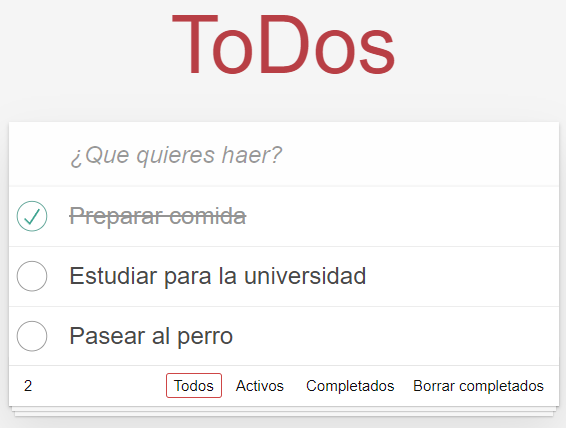 ToDos
¿Que quieres haer?
Preparar comida
Estudiar para la universidad
Pasear al perro
2 Todos Activos Completados Borrar completados